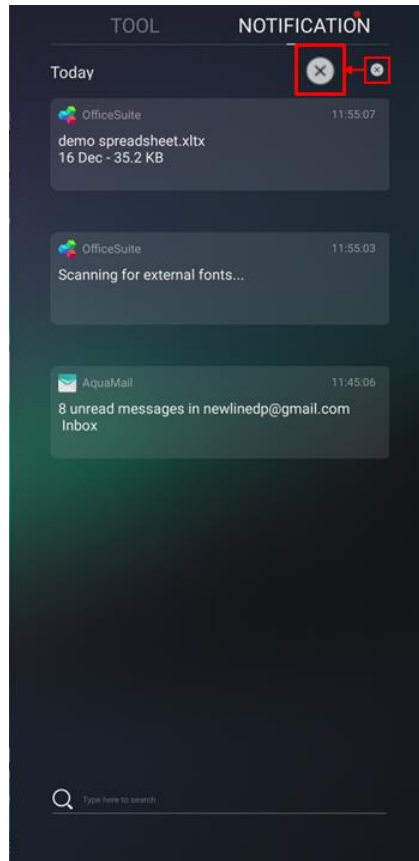 TOOL NOTIFICATION
Today
OfficeSuite 11:55:07
demo spreadsheet.xltx
16 Dec - 35.2 KB
OfficeSuite 11:55:03
Scanning for external fonts...
AquaMail 11:45:06
8 unread messages in newlinedp@gmail.com
Inbox
Type here to search